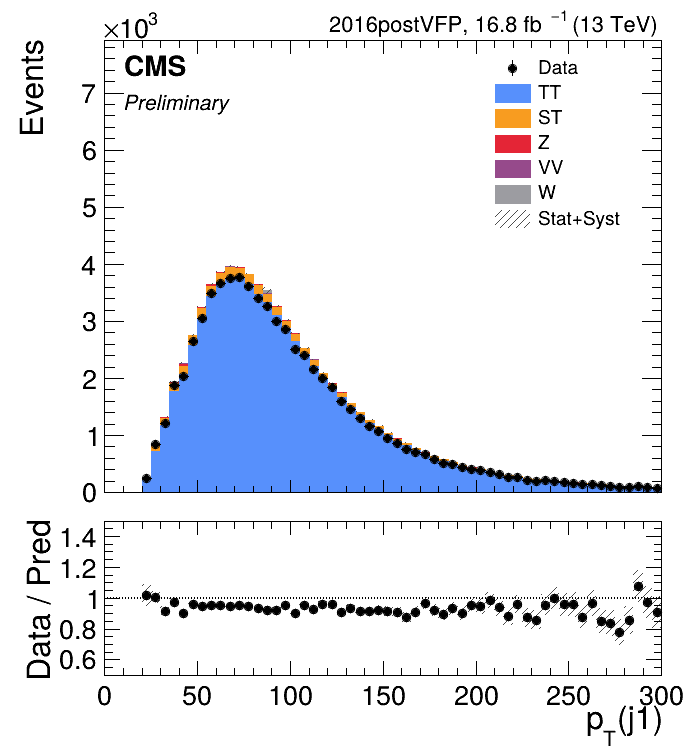 ×10³
2016postVFP, 16.8 fb ⁻¹ (13 TeV)
CMS
Preliminary
Events
Data
TT
ST
Z
VV
W
Stat+Syst
7
6
5
4
3
2
1
0
Data / Pred
1.4
1.2
1
0.8
0.6
0 50 100 150 200 250 300
p_T(j1)